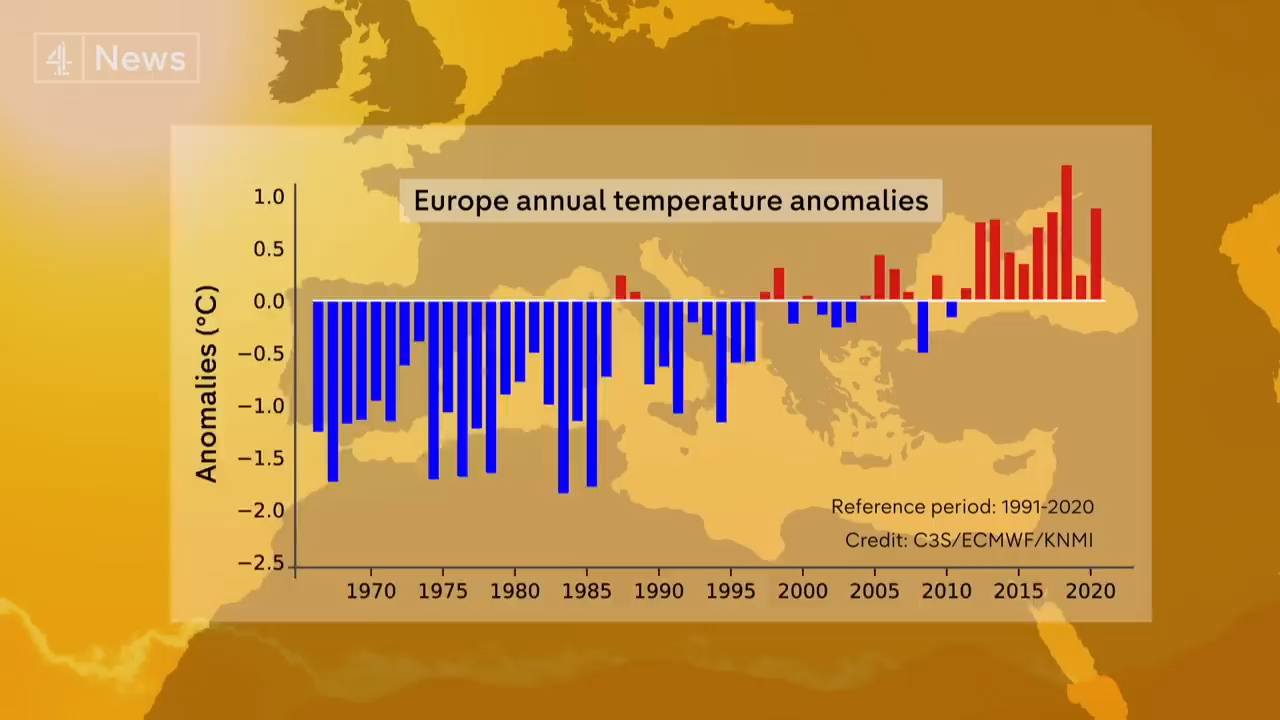 4 News
Europe annual temperature anomalies
Anomalies (°C)
1.0
0.5
0.0
−0.5
−1.0
−1.5
−2.0
−2.5
Reference period: 1991-2020
Credit: C3S/ECMWF/KNMI
1970 1975 1980 1985 1990 1995 2000 2005 2010 2015 2020